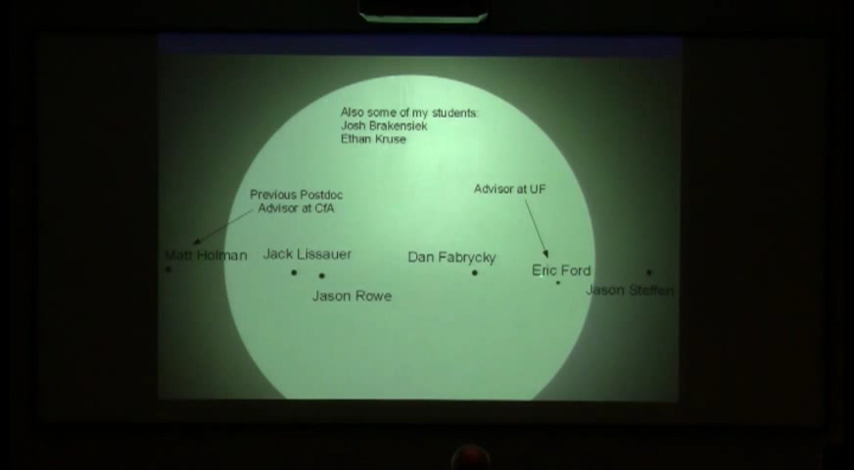 Also some of my students:
Josh Brakensiek
Ethan Kruse
Previous Postdoc
Advisor at CfA
Advisor at UF
Matt Holman
Jack Lissauer
Dan Fabrycky
Eric Ford
Jason Rowe
Jason Steffen